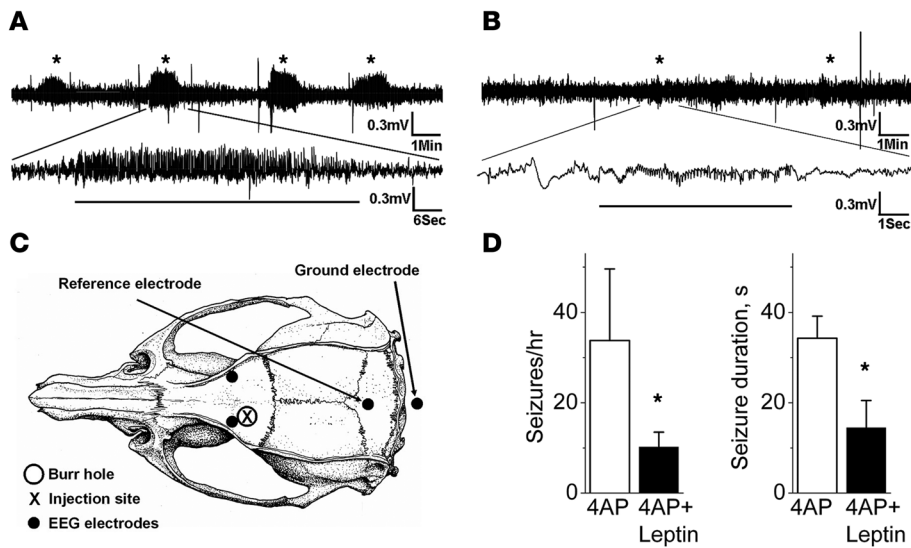 A
* * * *
0.3mV
1Min
0.3mV
6Sec
B
* *
0.3mV
1Min
0.3mV
1Sec
C
Ground electrode
Reference electrode
X
O Burr hole
X Injection site
● EEG electrodes
D
Seizures/hr
40
20
0
*
4AP 4AP+
Leptin
Seizure duration, s
40
20
0
*
4AP 4AP+
Leptin